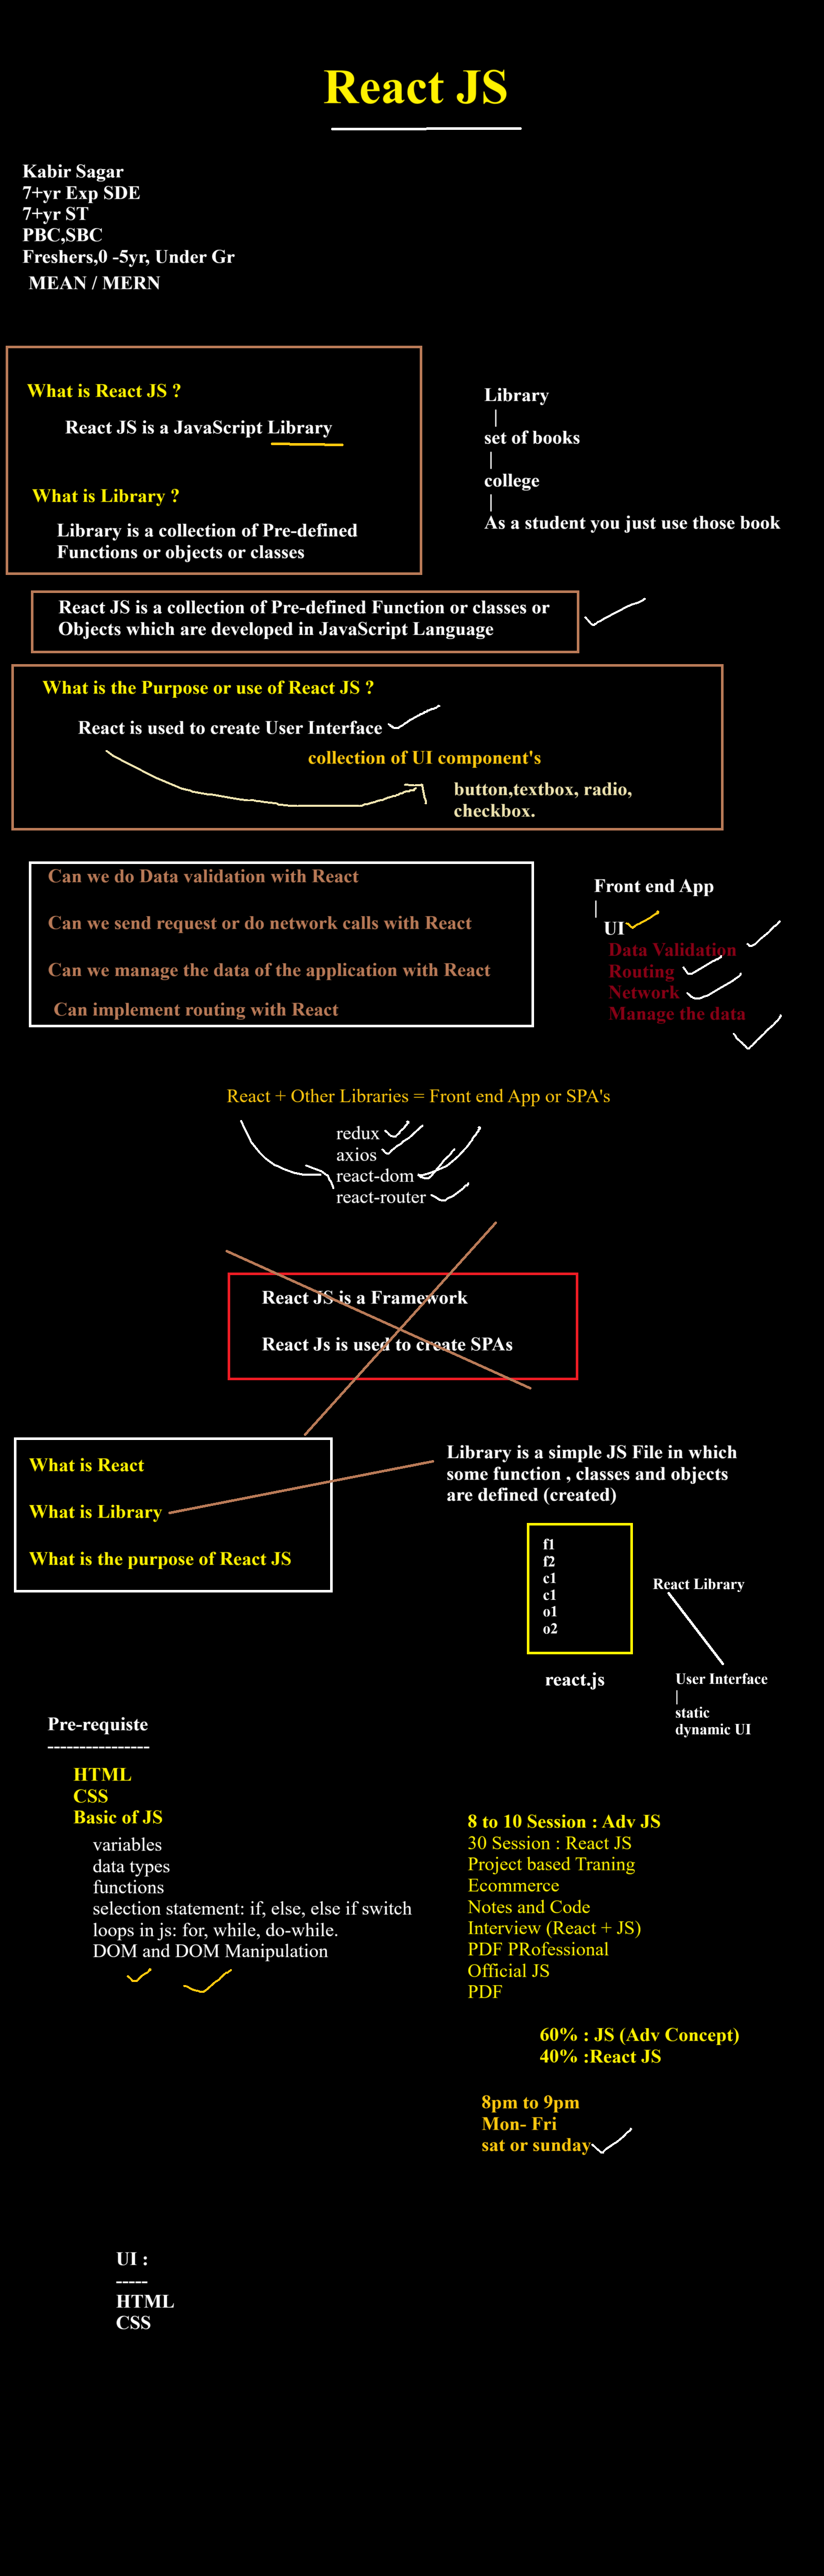 React JS
Kabir Sagar
7+yr Exp SDE
7+yr ST
PBC,SBC
Freshers,0 -5yr, Under Gr
MEAN / MERN
What is React JS ?
React JS is a JavaScript Library
What is Library ?
Library is a collection of Pre-defined
Functions or objects or classes
Library
|
set of books
|
college
|
As a student you just use those book
React JS is a collection of Pre-defined Function or classes or
Objects which are developed in JavaScript Language
What is the Purpose or use of React JS ?
React is used to create User Interface
collection of UI component's
button,textbox, radio,
checkbox.
Can we do Data validation with React
Can we send request or do network calls with React
Can we manage the data of the application with React
Can implement routing with React
Front end App
|
UI
Data Validation
Routing
Network
Manage the data
React + Other Libraries = Front end App or SPA's
redux
axios
react-dom
react-router
React JS is a Framework
React Js is used to create SPAs
What is React
What is Library
What is the purpose of React JS
Library is a simple JS File in which
some function , classes and objects
are defined (created)
f1
f2
c1
c1
o1
o2
react.js
React Library
User Interface
|
static
dynamic UI
Pre-requiste
----------------
HTML
CSS
Basic of JS
variables
data types
functions
selection statement: if, else, else if switch
loops in js: for, while, do-while.
DOM and DOM Manipulation
8 to 10 Session : Adv JS
30 Session : React JS
Project based Traning
Ecommerce
Notes and Code
Interview (React + JS)
PDF PRofessional
Official JS
PDF
60% : JS (Adv Concept)
40% :React JS
8pm to 9pm
Mon- Fri
sat or sunday
UI :
-----
HTML
CSS